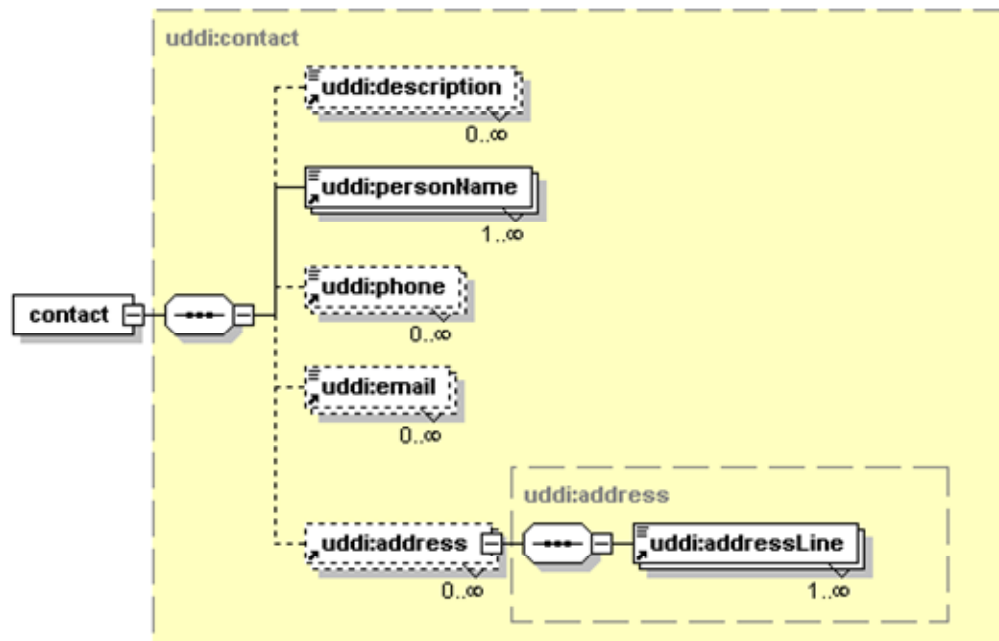 uddi:contact
uddi:description
0..∞
uddi:personName
1..∞
uddi:phone
0..∞
contact
uddi:email
0..∞
uddi:address
uddi:address
uddi:addressLine
0..∞
1..∞